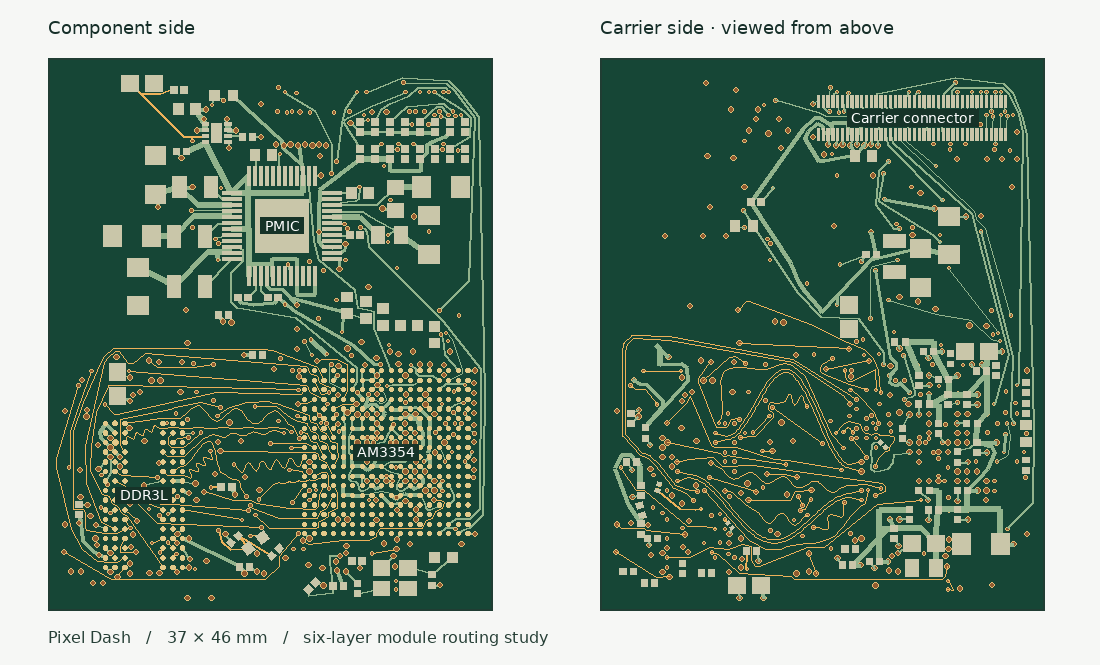 Component side
Carrier side · viewed from above
Carrier connector
PMIC
AM3354
DDR3L
Pixel Dash / 37 × 46 mm / six-layer module routing study